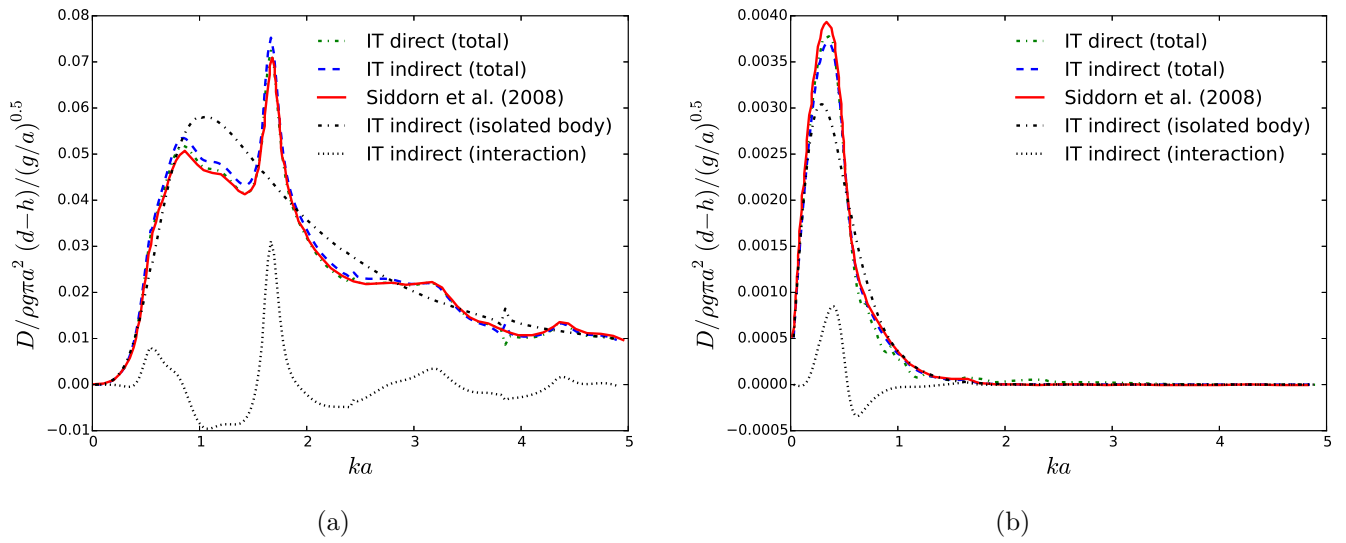 0.08
0.07
0.06
0.05
0.04
0.03
0.02
0.01
0.00
−0.01
D/ρgπa² (d−h)/(g/a)^0.5
IT direct (total)
IT indirect (total)
Siddorn et al. (2008)
IT indirect (isolated body)
IT indirect (interaction)
0 1 2 3 4 5
ka
(a)
0.0040
0.0035
0.0030
0.0025
0.0020
0.0015
0.0010
0.0005
0.0000
−0.0005
D/ρgπa² (d−h)/(g/a)^0.5
IT direct (total)
IT indirect (total)
Siddorn et al. (2008)
IT indirect (isolated body)
IT indirect (interaction)
0 1 2 3 4 5
ka
(b)